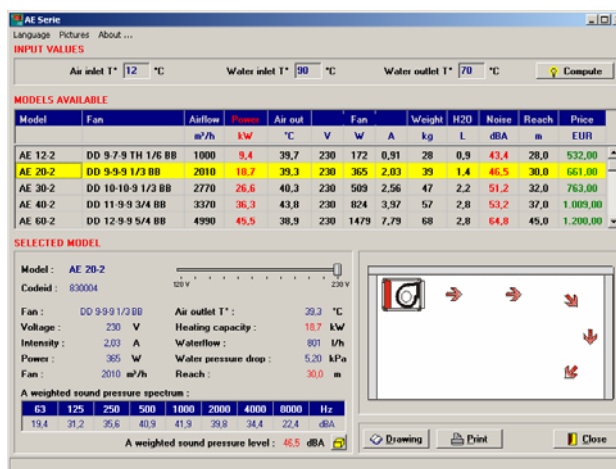 AE Serie
Language Pictures About ...
INPUT VALUES
Air inlet Tª 12 °C Water inlet Tª 90 °C Water outlet Tª 70 °C Compute
MODELS AVAILABLE
Model Fan Airflow Power Air out Fan Weight H2O Noise Reach Price
m³/h kW °C V W A kg L dBA m EUR
AE 12-2 DD 9-7-9 TH 1/6 BB 1000 9,4 39,7 230 172 0,91 28 0,9 43,4 28,0 532,00
AE 20-2 DD 9-9-9 1/3 BB 2010 18,7 39,3 230 365 2,03 39 1,4 46,5 30,0 661,00
AE 30-2 DD 10-10-9 1/3 BB 2770 26,6 40,3 230 509 2,56 47 2,2 51,2 32,0 763,00
AE 40-2 DD 11-9-9 3/4 BB 3370 36,3 43,8 230 824 3,97 57 2,8 53,2 37,0 1.009,00
AE 60-2 DD 12-9-9 5/4 BB 4990 45,5 38,9 230 1479 7,79 68 2,8 64,8 45,0 1.200,00
SELECTED MODEL
Model : AE 20-2
Codeid : 830004
120 V 230 V
Fan : DD 9-9-9 1/3 BB Air outlet Tª : 39,3 °C
Voltage : 230 V Heating capacity : 18,7 kW
Intensity : 2,03 A Waterflow : 801 l/h
Power : 365 W Water pressure drop : 5,20 kPa
Fan : 2010 m³/h Reach : 30,0 m
A weighted sound pressure spectrum :
63 125 250 500 1000 2000 4000 8000 Hz
19,4 31,2 35,6 40,9 41,9 39,8 34,4 22,4 dBA
A weighted sound pressure level : 46,5 dBA
Drawing Print Close